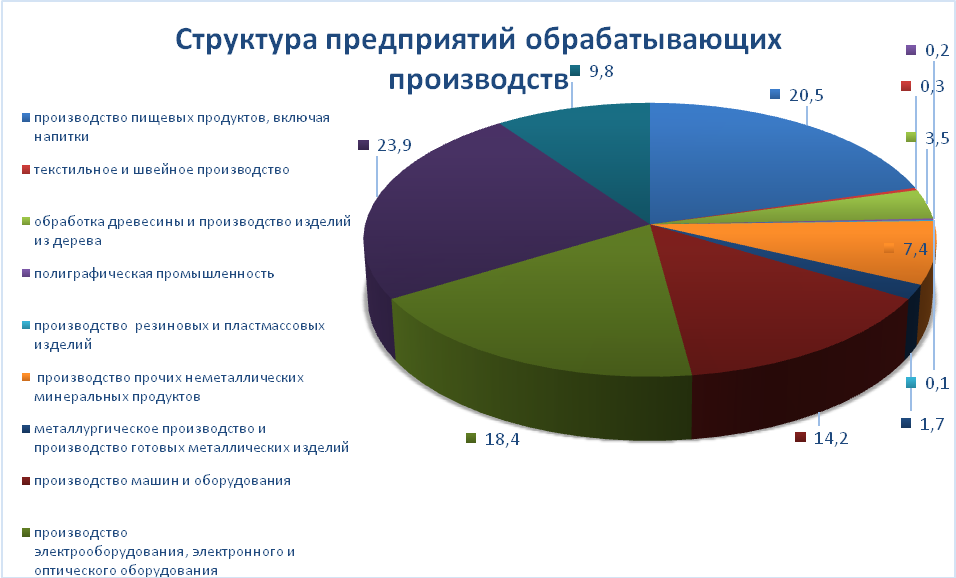 Структура предприятий обрабатывающих
производств
производство пищевых продуктов, включая
напитки
текстильное и швейное производство
обработка древесины и производство изделий
из дерева
полиграфическая промышленность
производство  резиновых и пластмассовых
изделий
производство прочих неметаллических
минеральных продуктов
металлургическое производство и
производство готовых металлических изделий
производство машин и оборудования
производство
электрооборудования, электронного и
оптического оборудования
9,8
20,5
0,2
0,3
3,5
23,9
7,4
0,1
1,7
14,2
18,4